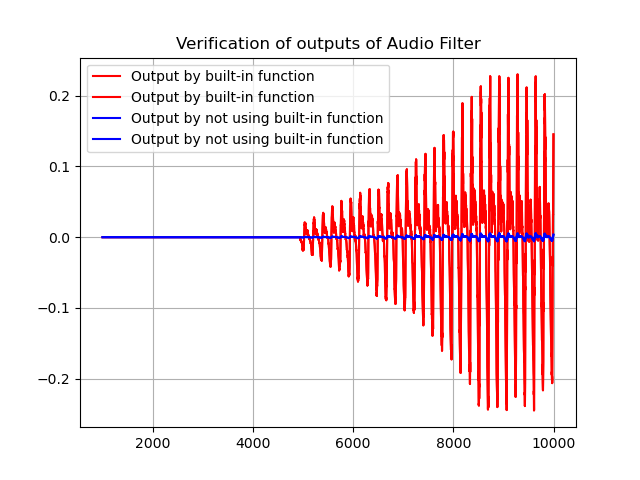 Verification of outputs of Audio Filter
Output by built-in function
Output by built-in function
Output by not using built-in function
Output by not using built-in function
0.2
0.1
0.0
−0.1
−0.2
2000 4000 6000 8000 10000